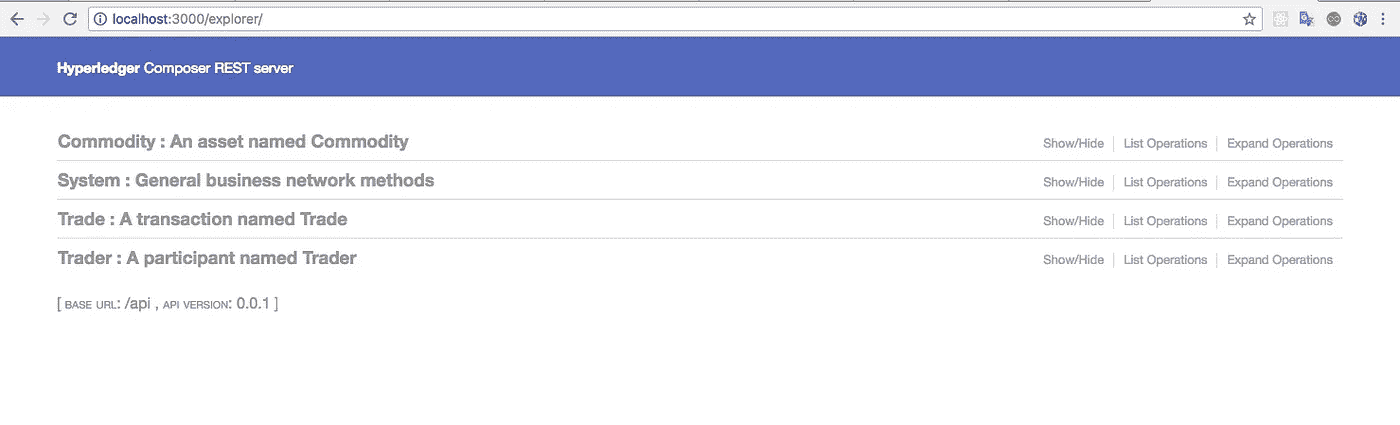 localhost:3000/explorer/
Hyperledger Composer REST server
Commodity : An asset named Commodity Show/Hide List Operations Expand Operations
System : General business network methods Show/Hide List Operations Expand Operations
Trade : A transaction named Trade Show/Hide List Operations Expand Operations
Trader : A participant named Trader Show/Hide List Operations Expand Operations
[ BASE URL: /api , API VERSION: 0.0.1 ]